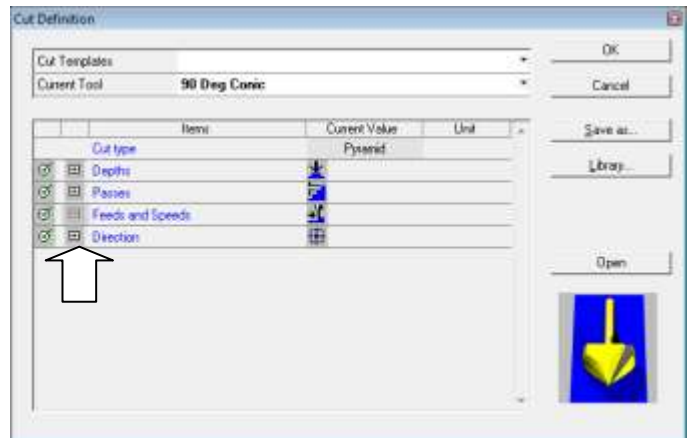 Cut Definition
Cut Templates
Current Tool 90 Deg Conic
OK
Cancel
Save as...
Library...
Open
Items Current Value Unit
Cut type Pyramid
Depths
Passes
Feeds and Speeds
Direction